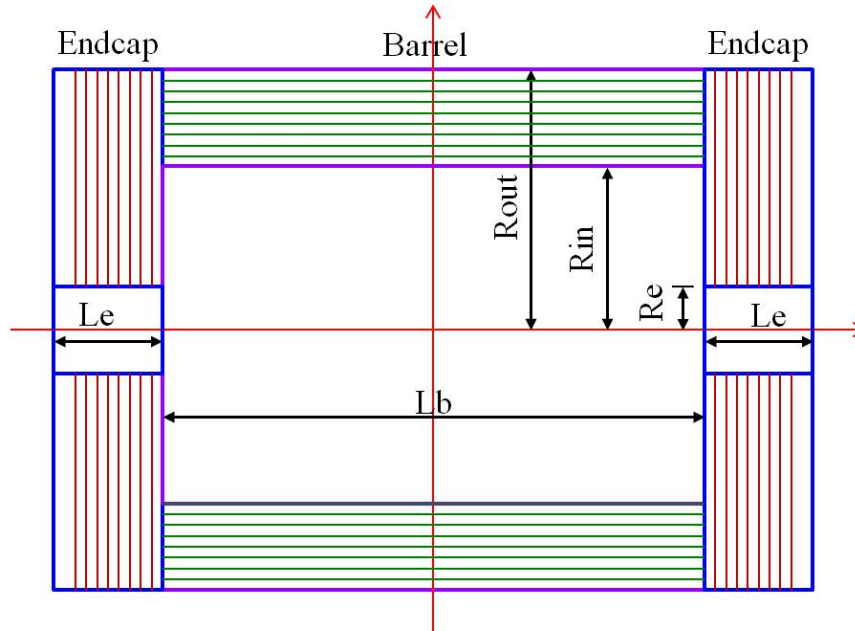 Endcap
Barrel
Endcap
Rout
Rin
Re
Le
Le
Lb